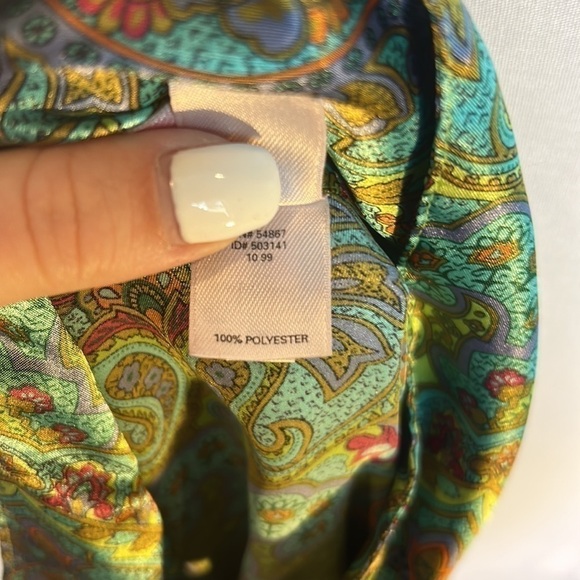 N# 54867
ID# 503141
10 99
100% POLYESTER